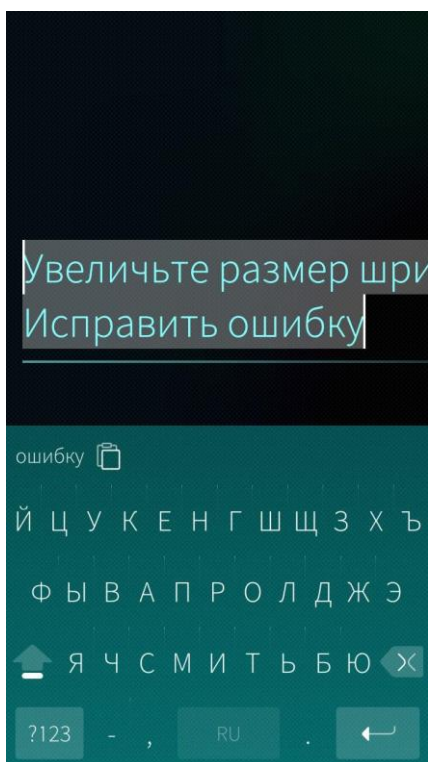 Увеличьте размер шри
Исправить ошибку
ошибку
Й Ц У К Е Н Г Ш Щ З Х Ъ
Ф Ы В А П Р О Л Д Ж Э
Я Ч С М И Т Ь Б Ю
?123 - , RU .